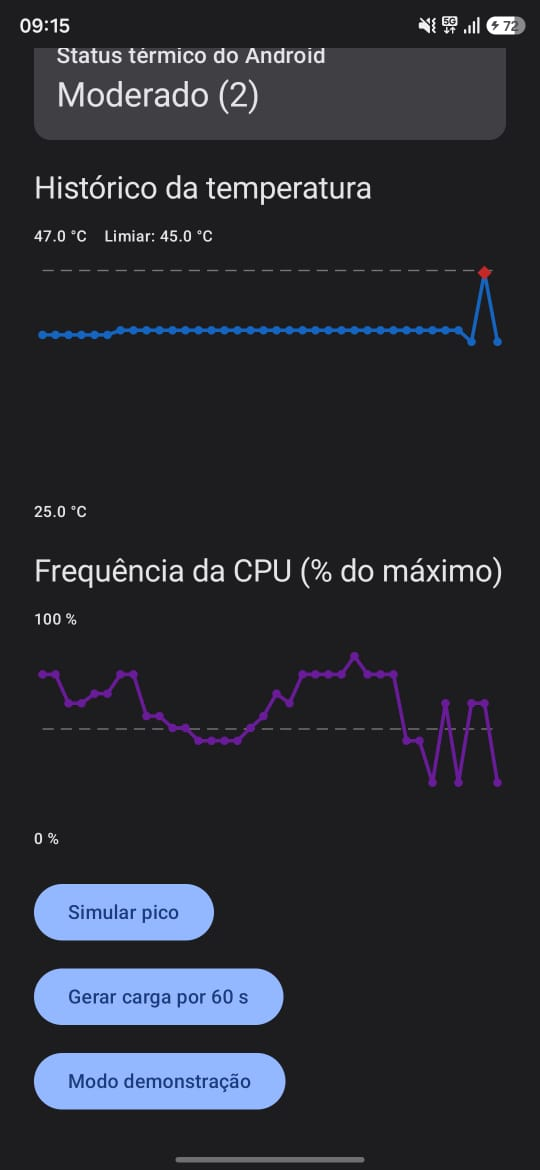 09:15
5G
72
Status térmico do Android
Moderado (2)
Histórico da temperatura
47.0 °C Limiar: 45.0 °C
25.0 °C
Frequência da CPU (% do máximo)
100 %
0 %
Simular pico
Gerar carga por 60 s
Modo demonstração